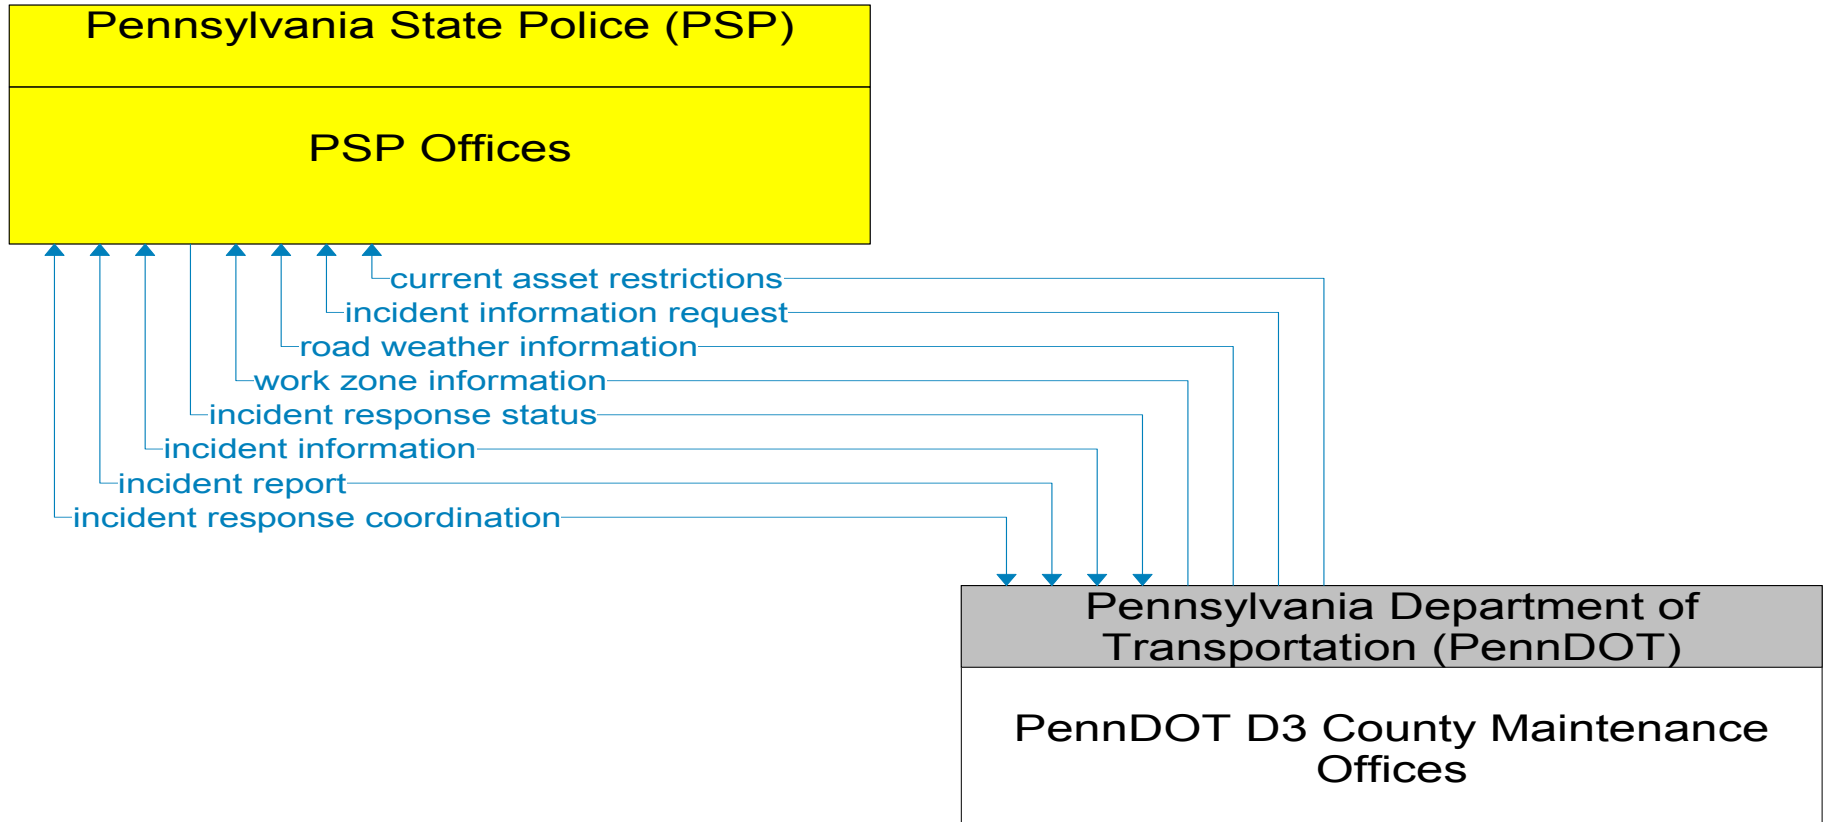 Pennsylvania State Police (PSP)
PSP Offices
current asset restrictions
incident information request
road weather information
work zone information
incident response status
incident information
incident report
incident response coordination
Pennsylvania Department of
Transportation (PennDOT)
PennDOT D3 County Maintenance
Offices